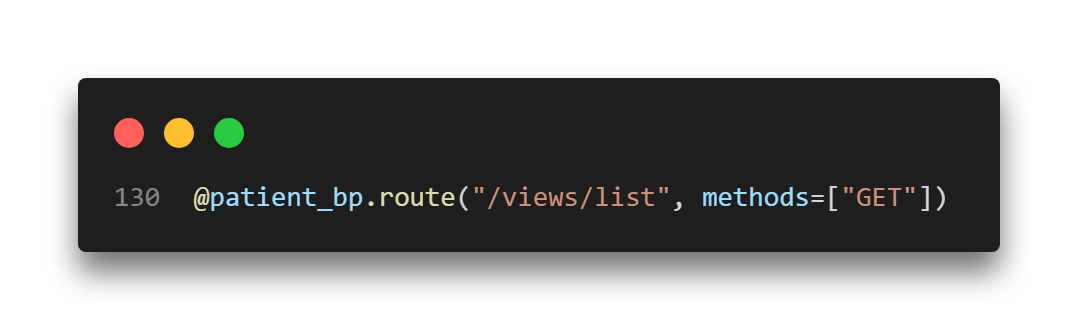 130 @patient_bp.route("/views/list", methods=["GET"])